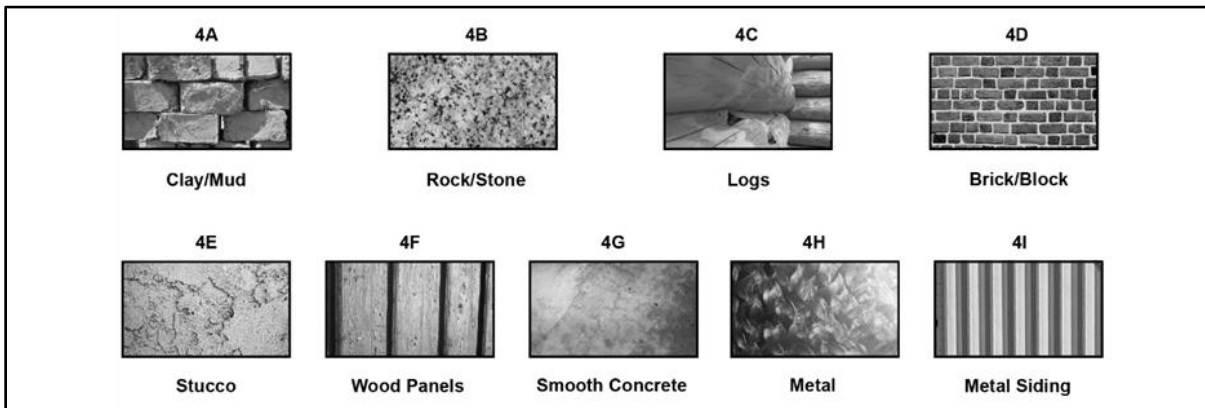 4A 4B 4C 4D
Clay/Mud Rock/Stone Logs Brick/Block
4E 4F 4G 4H 4I
Stucco Wood Panels Smooth Concrete Metal Metal Siding